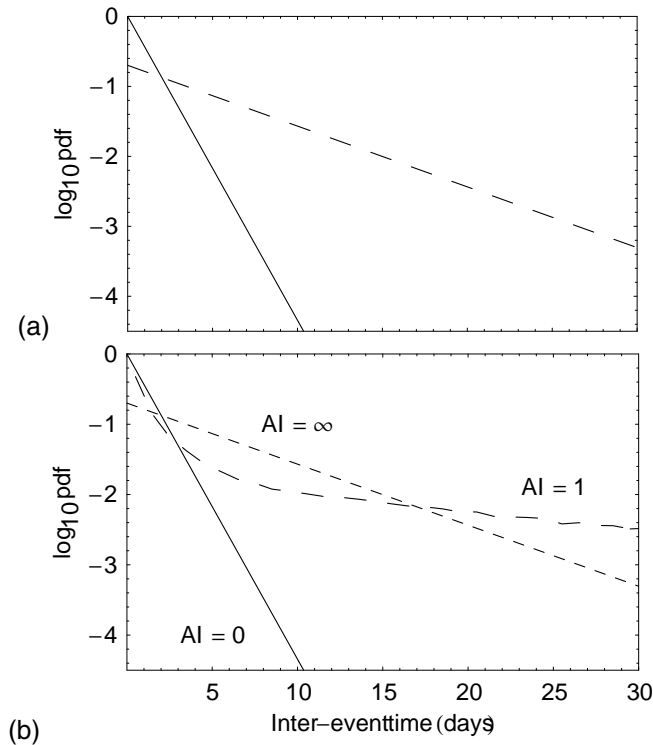 0
−1
−2
−3
−4
log10pdf
(a)
0
−1
−2
−3
−4
log10pdf
AI = ∞
AI = 1
AI = 0
5 10 15 20 25 30
Inter−eventtime (days)
(b)